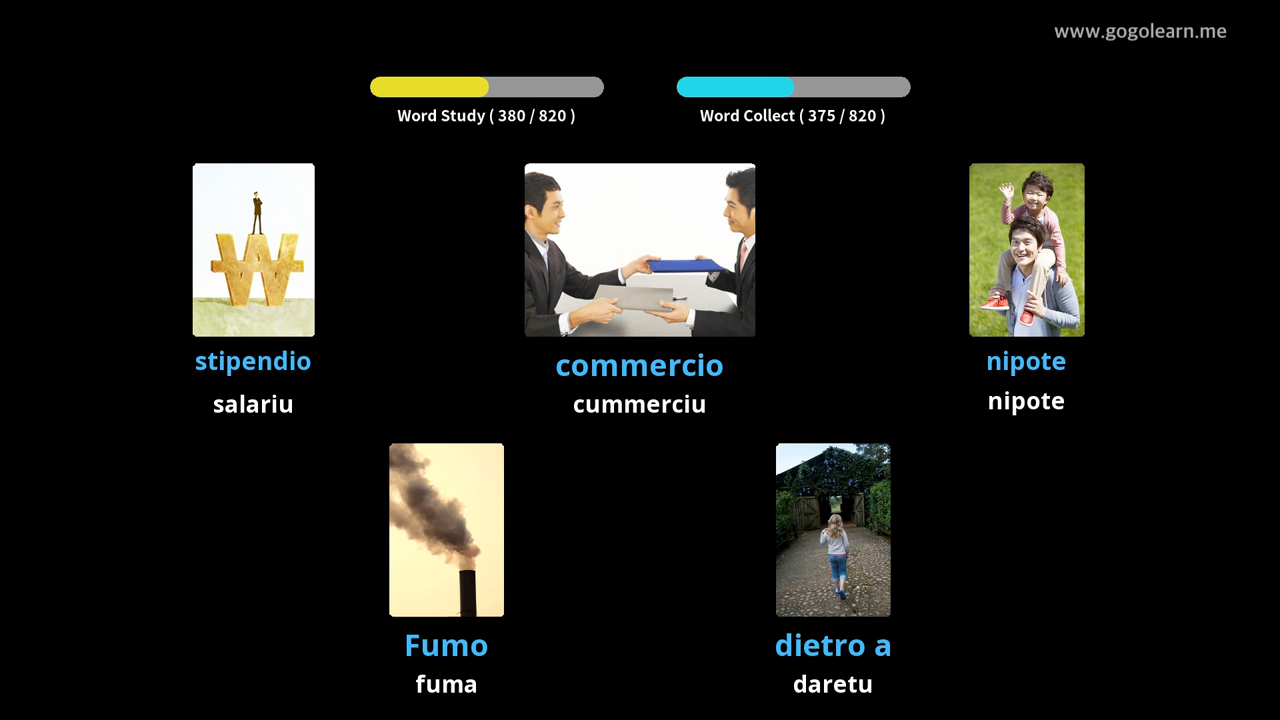 www.gogolearn.me
Word Study ( 380 / 820 )
Word Collect ( 375 / 820 )
stipendio
salariu
commercio
cummerciu
nipote
nipote
Fumo
fuma
dietro a
daretu